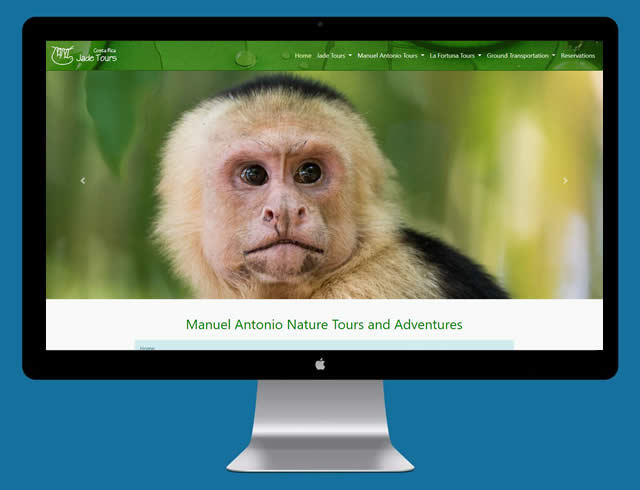 Costa Rica
Jade Tours
Home Jade Tours Manuel Antonio Tours La Fortuna Tours Ground Transportation Reservations
Manuel Antonio Nature Tours and Adventures
Home